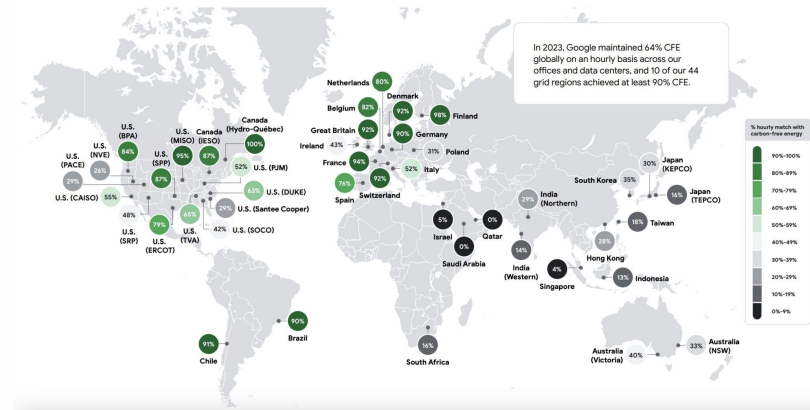 In 2023, Google maintained 64% CFE
globally on an hourly basis across our
offices and data centers, and 10 of our 44
grid regions achieved at least 90% CFE.
% hourly match with
carbon-free energy
90%-100%
80%-89%
70%-79%
60%-69%
50%-59%
40%-49%
30%-39%
20%-29%
10%-19%
0%-9%
U.S.
(PACE)
29%
U.S.
(NVE)
26%
U.S.
(BPA)
84%
U.S.
(SPP)
87%
U.S.
(MISO)
95%
Canada
(IESO)
87%
Canada
(Hydro-Québec)
100%
52%
U.S. (PJM)
63%
U.S. (DUKE)
29%
U.S. (Santee Cooper)
42%
U.S. (SOCO)
U.S. (CAISO)
55%
48%
U.S.
(SRP)
79%
U.S.
(ERCOT)
65%
U.S.
(TVA)
Netherlands
80%
Belgium
82%
Denmark
92%
98%
Finland
Great Britain
92%
90%
Germany
Ireland
43%
31%
Poland
France
94%
52%
Italy
Spain
76%
92%
Switzerland
5%
Israel
0%
Qatar
0%
Saudi Arabia
India
(Northern)
29%
14%
India
(Western)
South Korea
35%
30%
Japan
(KEPCO)
16%
Japan
(TEPCO)
18%
Taiwan
28%
Hong Kong
4%
Singapore
13%
Indonesia
90%
Brazil
91%
Chile
16%
South Africa
Australia
(Victoria)
40%
33%
Australia
(NSW)